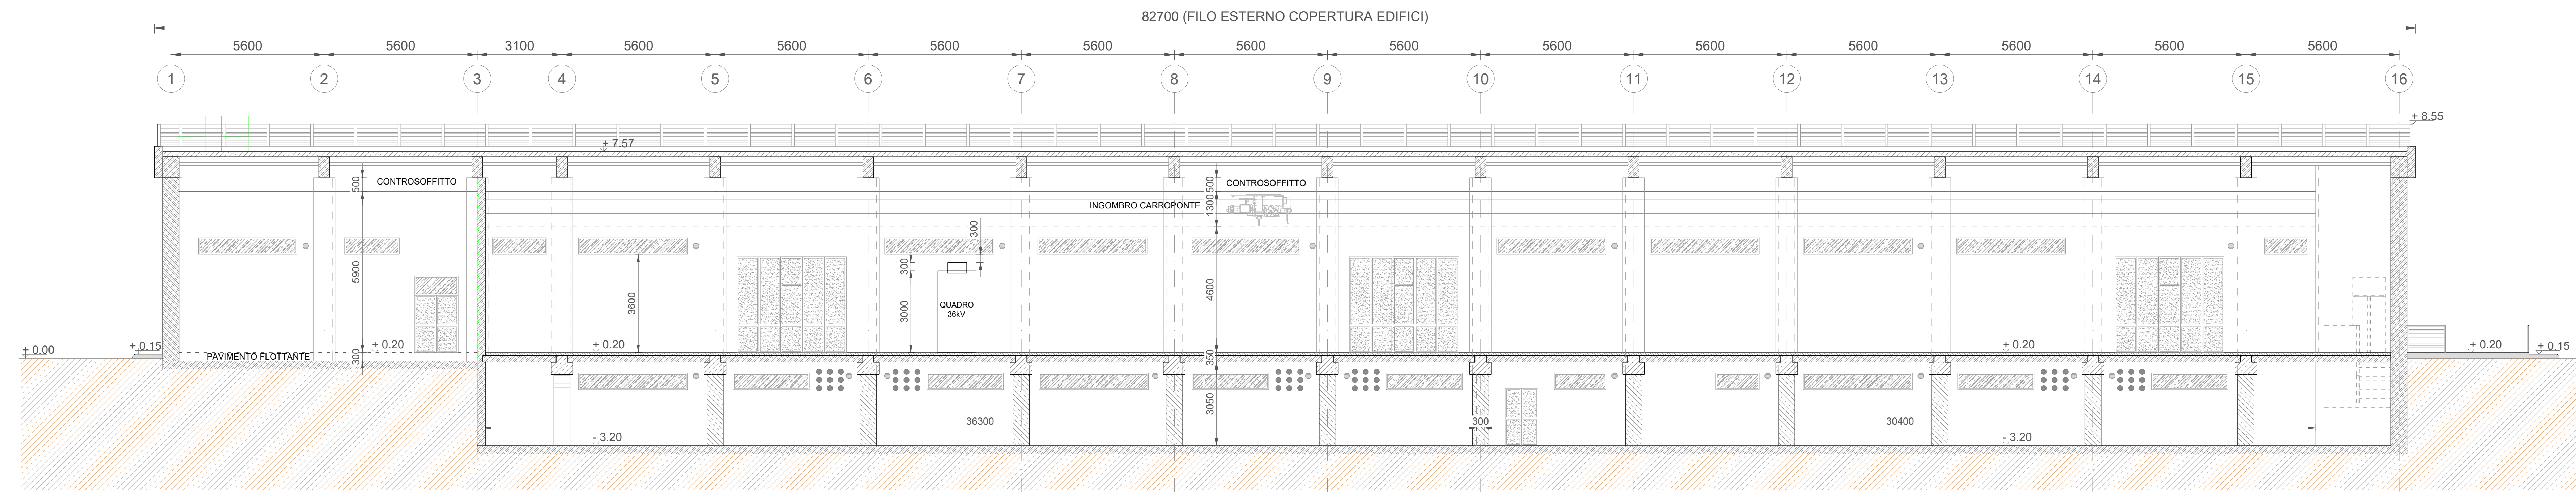 82700 (FILO ESTERNO COPERTURA EDIFICI)
5600 5600 3100 5600 5600 5600 5600 5600 5600 5600 5600 5600 5600 5600 5600
1 2 3 4 5 6 7 8 9 10 11 12 13 14 15 16
+ 8.55
+ 7.57
CONTROSOFFITTO
500
CONTROSOFFITTO
500
INGOMBRO CARROPONTE
1300
300
300
5900
3600
3000
QUADRO
36kV
4600
+ 0.00
+ 0.15
PAVIMENTO FLOTTANTE
300
+ 0.20
+ 0.20
350
+ 0.20
+ 0.20
+ 0.15
3050
36300
300
30400
- 3.20
- 3.20